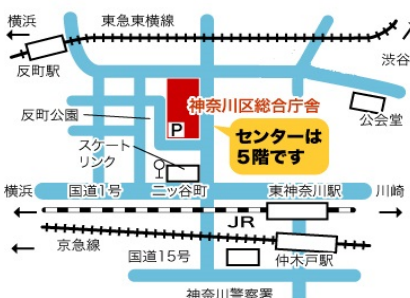 横浜
東急東横線
反町駅
渋谷
神奈川区総合庁舎
反町公園
P
公会堂
センターは
5階です
スケート
リンク
横浜
国道1号
二ッ谷町
東神奈川駅
川崎
JR
京急線
国道15号
仲木戸駅
神奈川警察署